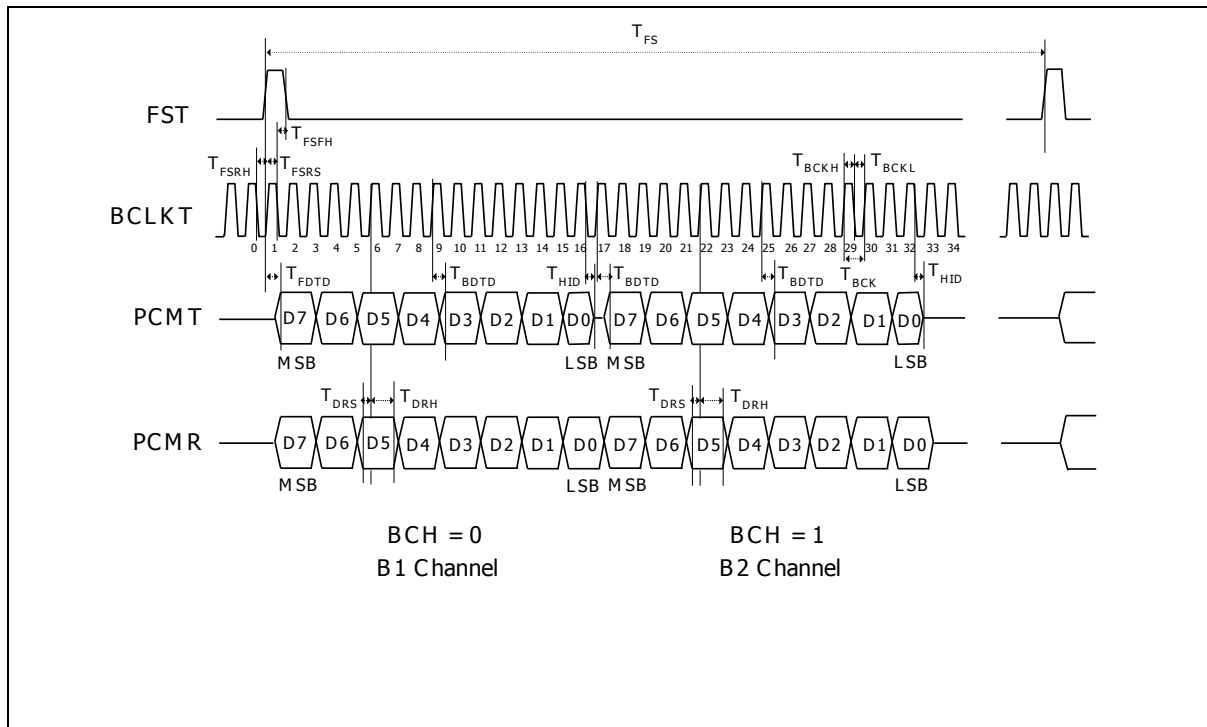 TFS
FST
TFSFH
TFSRH TFSRS TBCKH TBCKL
BCLKT
0 1 2 3 4 5 6 7 8 9 10 11 12 13 14 15 16 17 18 19 20 21 22 23 24 25 26 27 28 29 30 31 32 33 34
TFDTD TBDTD THID TBDTD TBDTD TBCK THID
PCMT D7 D6 D5 D4 D3 D2 D1 D0 D7 D6 D5 D4 D3 D2 D1 D0
MSB LSB MSB LSB
TDRS TDRH TDRS TDRH
PCMR D7 D6 D5 D4 D3 D2 D1 D0 D7 D6 D5 D4 D3 D2 D1 D0
MSB LSB MSB LSB
BCH = 0 BCH = 1
B1 Channel B2 Channel